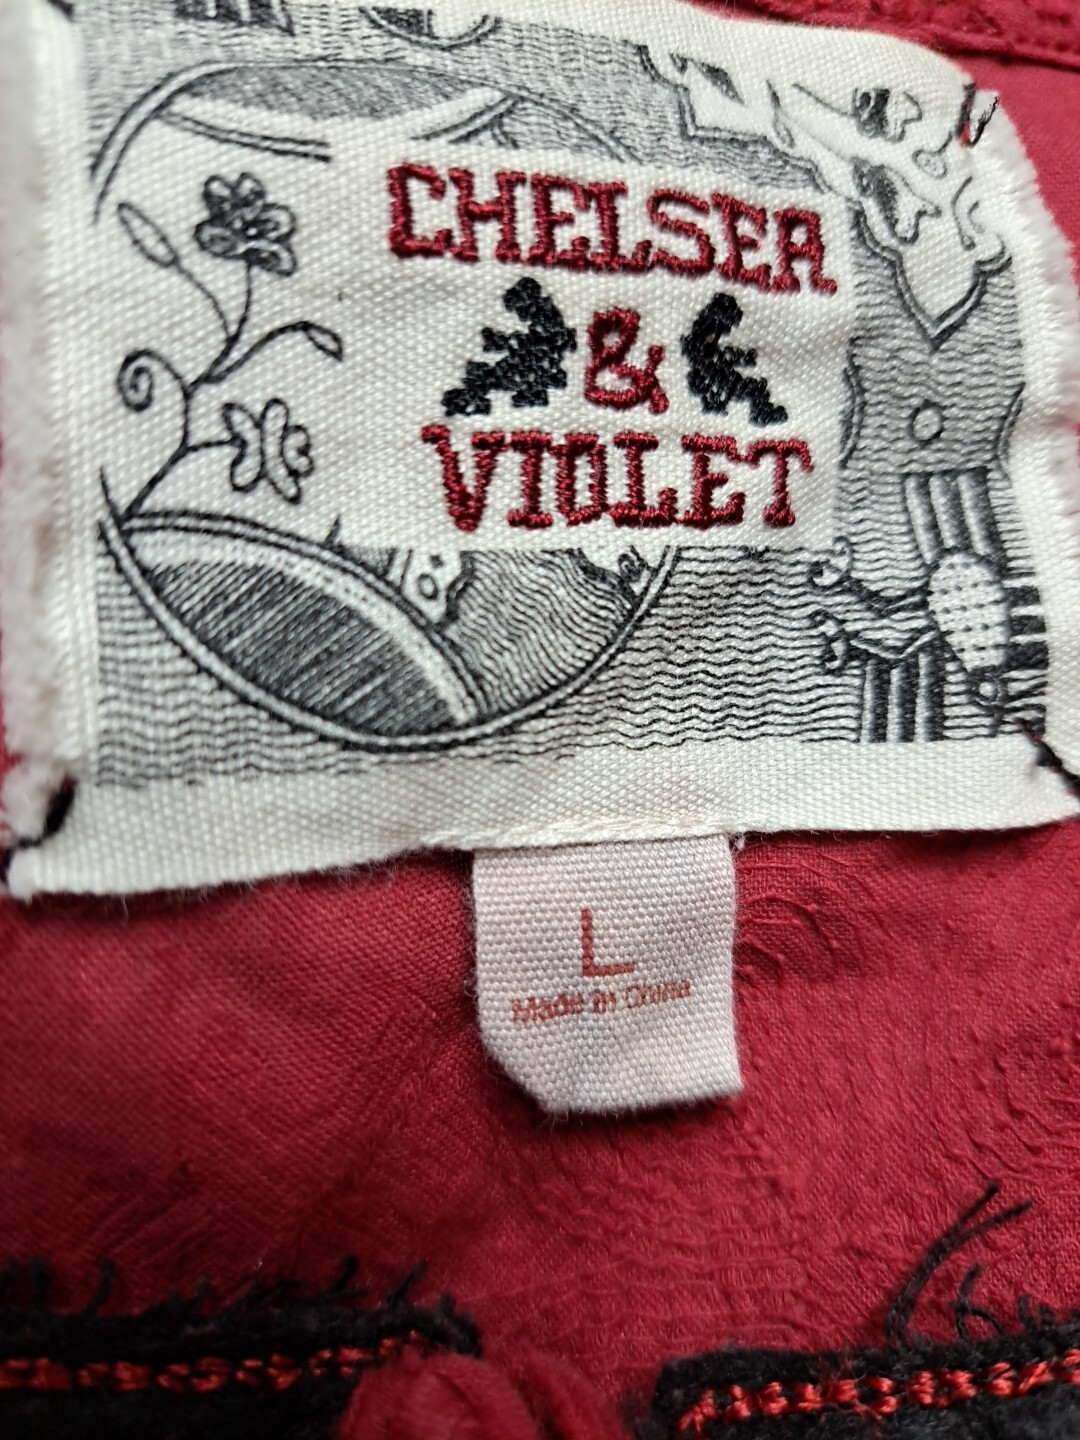 CHELSEA
&
VIOLET
L
Made in China